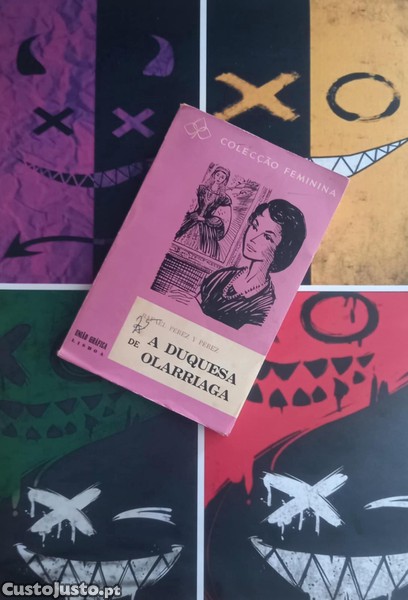 COLECÇÃO FEMININA
PEREZ Y PEREZ
A DUQUESA
DE OLARRIAGA
UNIÃO GRÁFICA
LISBOA
CustoJusto.pt